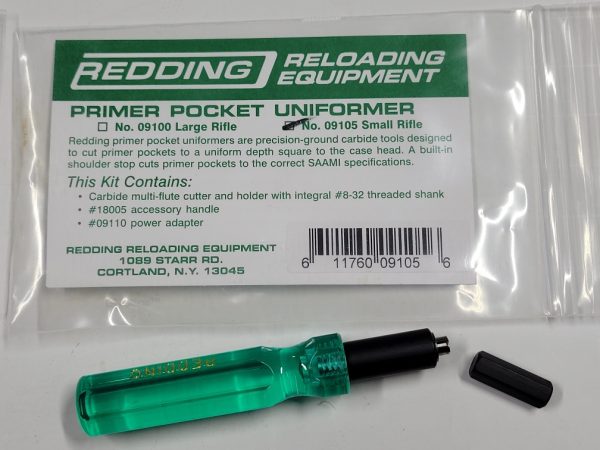 REDDING RELOADING EQUIPMENT
PRIMER POCKET UNIFORMER
No. 09100 Large Rifle No. 09105 Small Rifle
Redding primer pocket uniformers are precision-ground carbide tools designed
to cut primer pockets to a uniform depth square to the case head. A built-in
shoulder stop cuts primer pockets to the correct SAAMI specifications.
This Kit Contains:
• Carbide multi-flute cutter and holder with integral #8-32 threaded shank
• #18005 accessory handle
• #09110 power adapter
REDDING RELOADING EQUIPMENT
1089 STARR RD.
CORTLAND, N.Y. 13045
6 11760 09105 6
REDDING